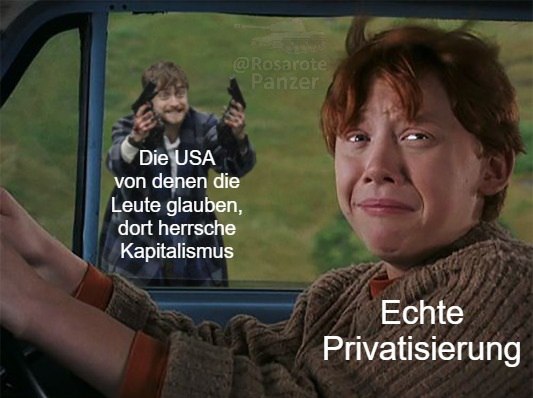 @Rosarote
Panzer
Die USA
von denen die
Leute glauben,
dort herrsche
Kapitalismus
Echte
Privatisierung